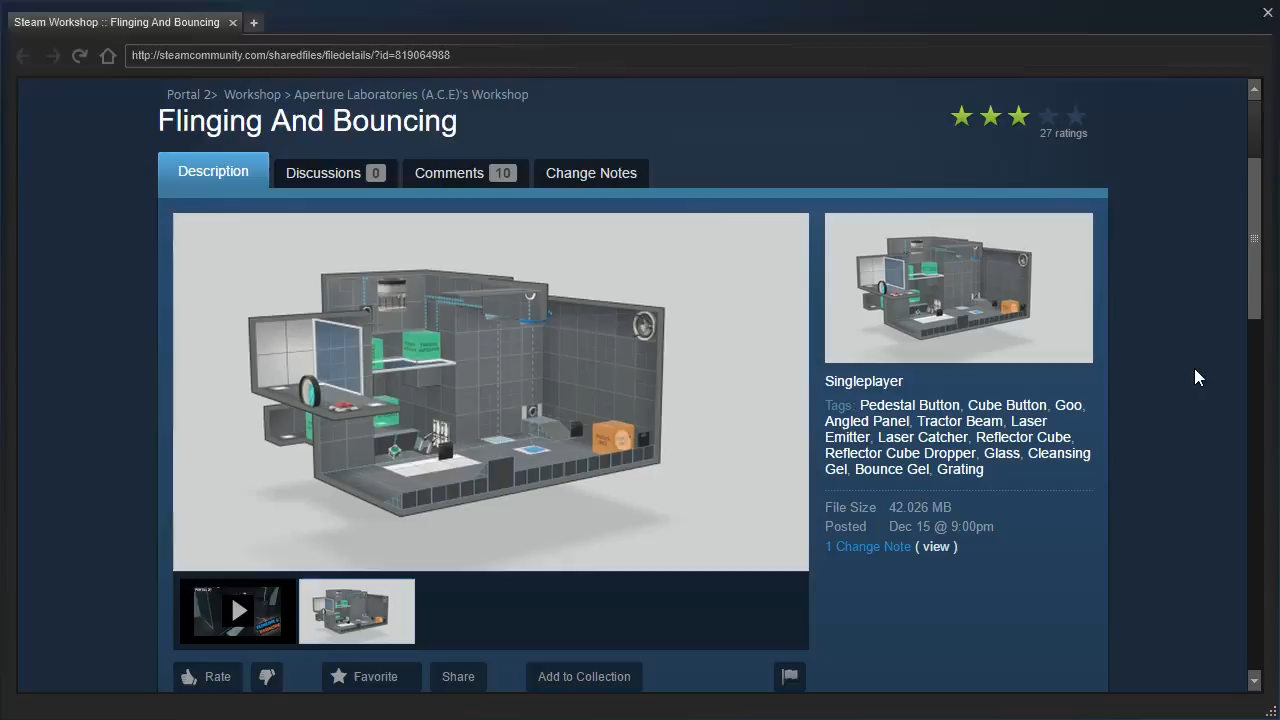 Steam Workshop :: Flinging And Bouncing
http://steamcommunity.com/sharedfiles/filedetails/?id=819064988
Portal 2> Workshop > Aperture Laboratories (A.C.E)'s Workshop
Flinging And Bouncing
27 ratings
Description
Discussions 0
Comments 10
Change Notes
Singleplayer
Tags: Pedestal Button, Cube Button, Goo,
Angled Panel, Tractor Beam, Laser
Emitter, Laser Catcher, Reflector Cube,
Reflector Cube Dropper, Glass, Cleansing
Gel, Bounce Gel, Grating
File Size 42.026 MB
Posted Dec 15 @ 9:00pm
1 Change Note ( view )
PORTAL 2
Rate
Favorite
Share
Add to Collection